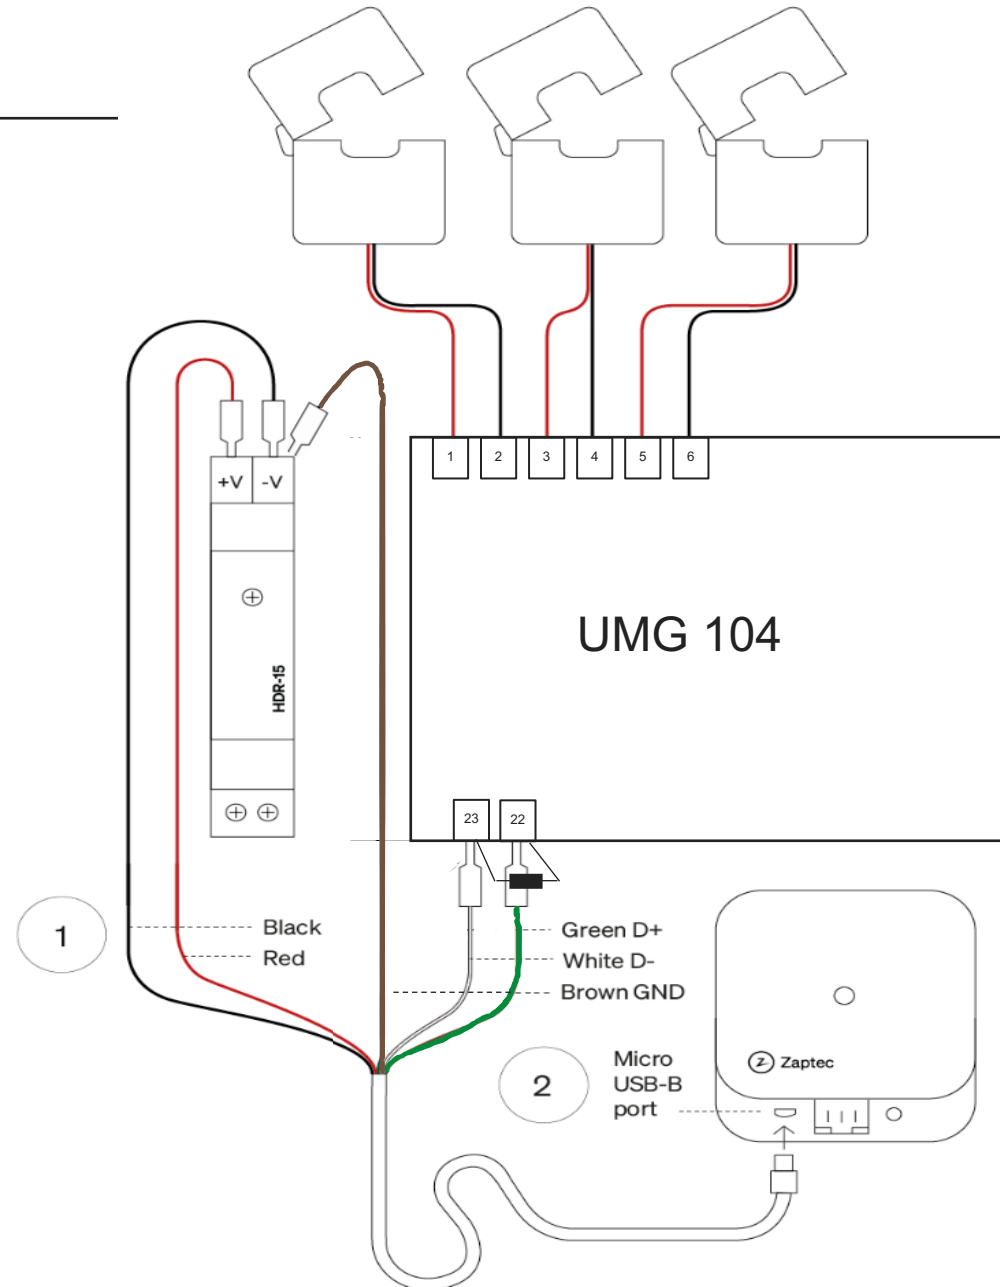 1 2 3 4 5 6
+V -V
UMG 104
HDR-15
23 22
1
Black
Red
Green D+
White D-
Brown GND
2
Micro
USB-B
port
Zaptec